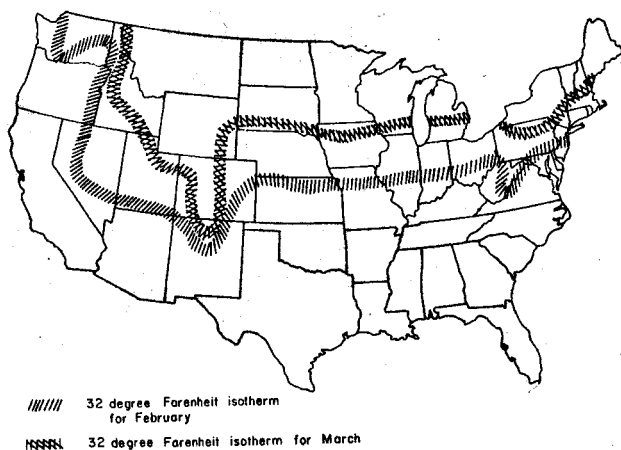 32 degree Farenheit isotherm
for February
32 degree Farenheit isotherm for March